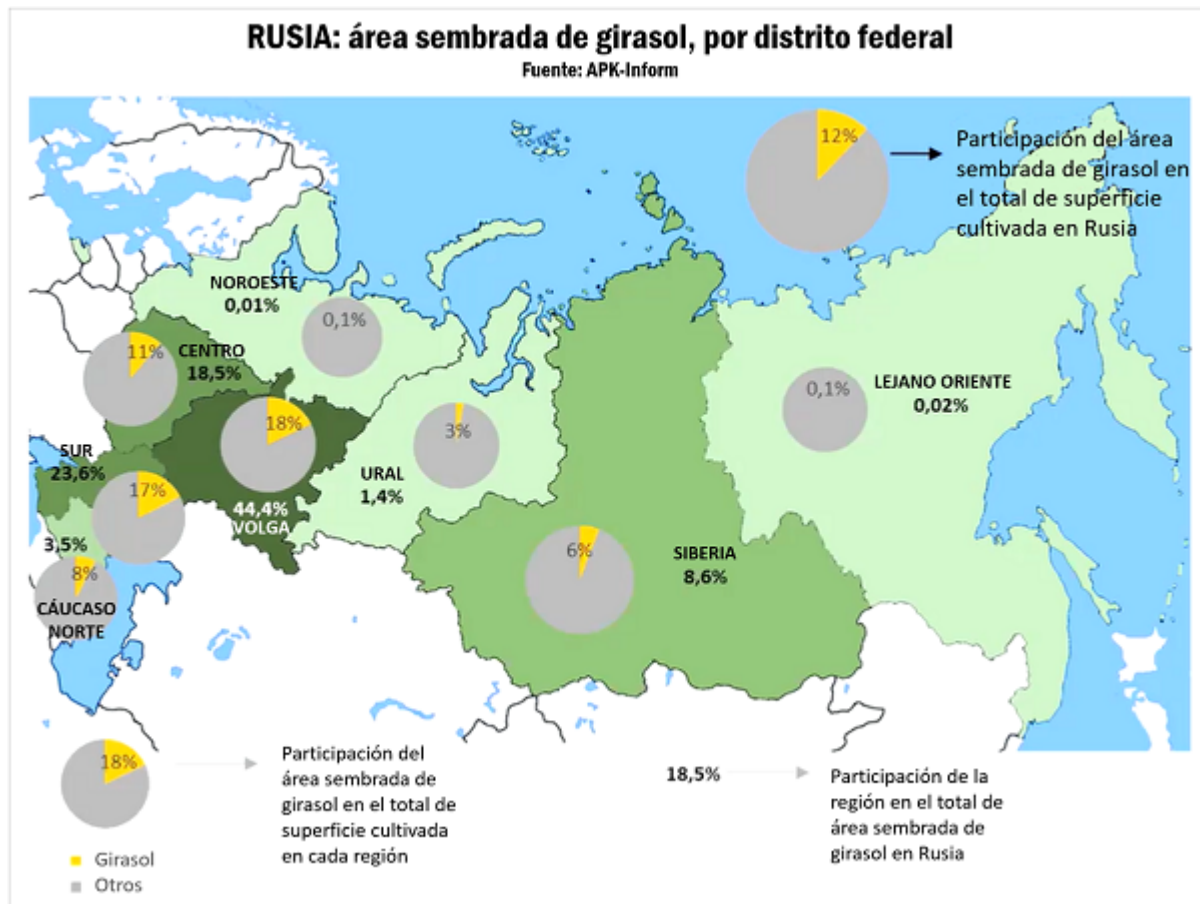 RUSIA: área sembrada de girasol, por distrito federal
Fuente: APK-Inform
12%
Participación del área
sembrada de girasol en
el total de superficie
cultivada en Rusia
NOROESTE
0,01%
0,1%
11%
CENTRO
18,5%
LEJANO ORIENTE
0,02%
0,1%
18%
3%
SUR
23,6%
URAL
1,4%
17%
44,4%
VOLGA
3,5%
6%
SIBERIA
8,6%
8%
CÁUCASO
NORTE
18%
Participación del
área sembrada de
girasol en el total de
superficie cultivada
en cada región
18,5%
Participación de la
región en el total de
área sembrada de
girasol en Rusia
Girasol
Otros